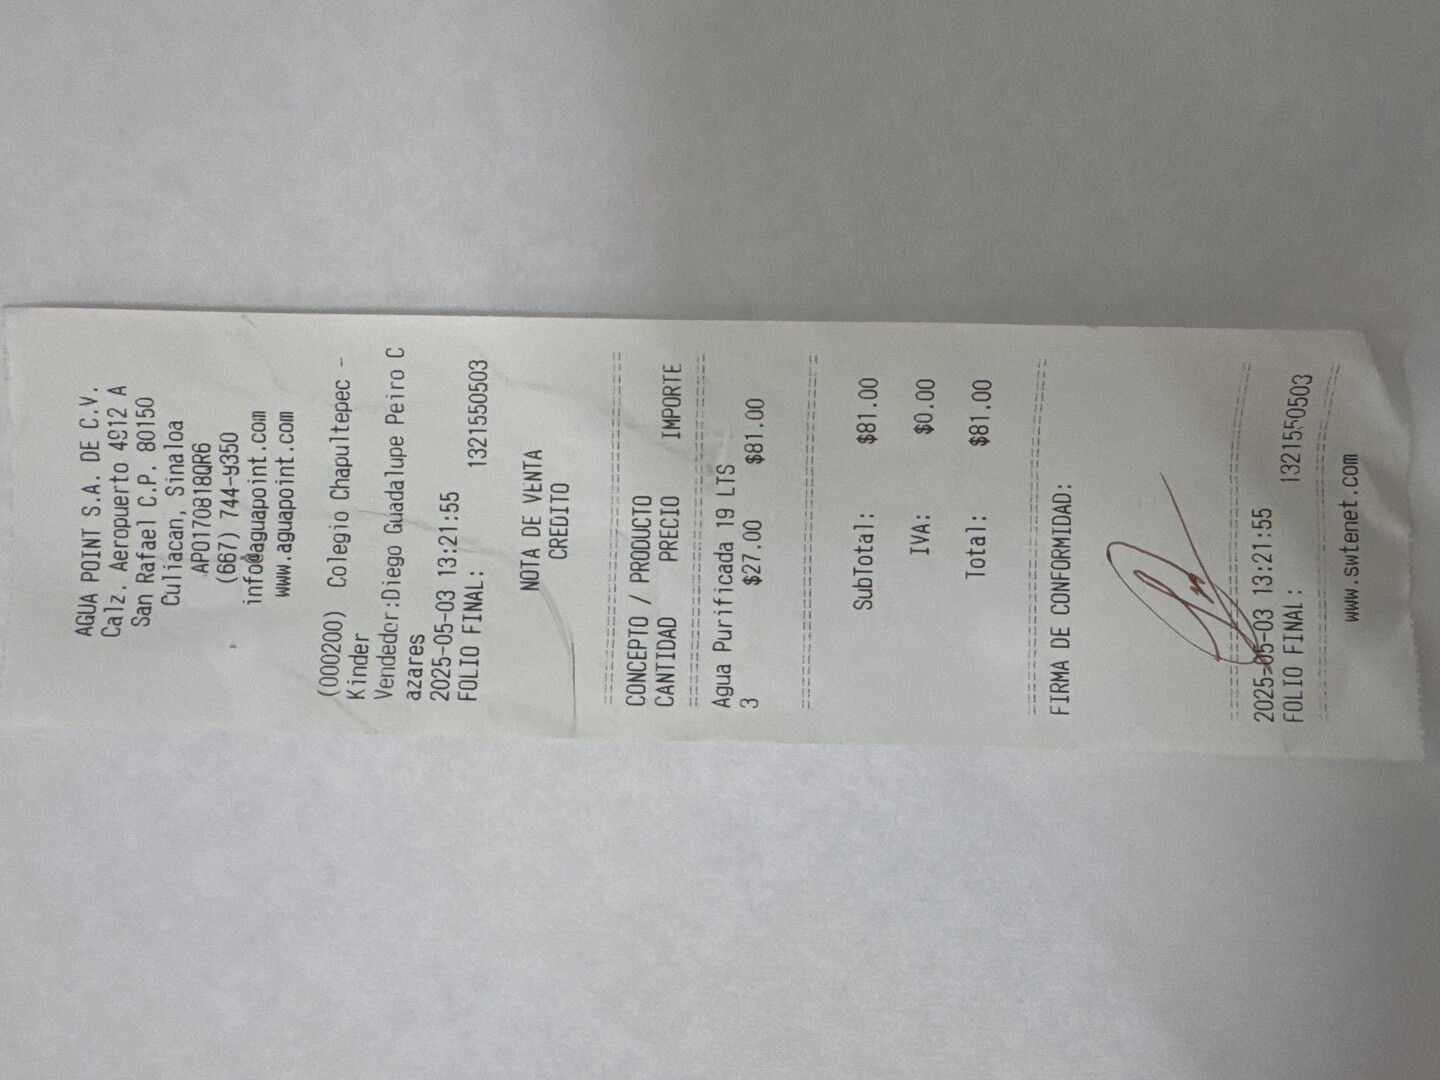 AGUA POINT S.A. DE C.V.
Calz. Aeropuerto 4912 A
San Rafael C.P. 80150
Culiacan, Sinaloa
APO170818QR6
(667) 744-9350
info@aguapoint.com
www.aguapoint.com
(000200) Colegio Chapultepec -
Kinder
Vendedor:Diego Guadalupe Peiro C
azares
2025-05-03 13:21:55
FOLIO FINAL: 1321550503
NOTA DE VENTA
CREDITO
CONCEPTO / PRODUCTO
CANTIDAD PRECIO IMPORTE
Agua Purificada 19 LTS
3 $27.00 $81.00
SubTotal: $81.00
IVA: $0.00
Total: $81.00
FIRMA DE CONFORMIDAD:
2025-05-03 13:21:55
FOLIO FINAL: 1321550503
www.swtenet.com